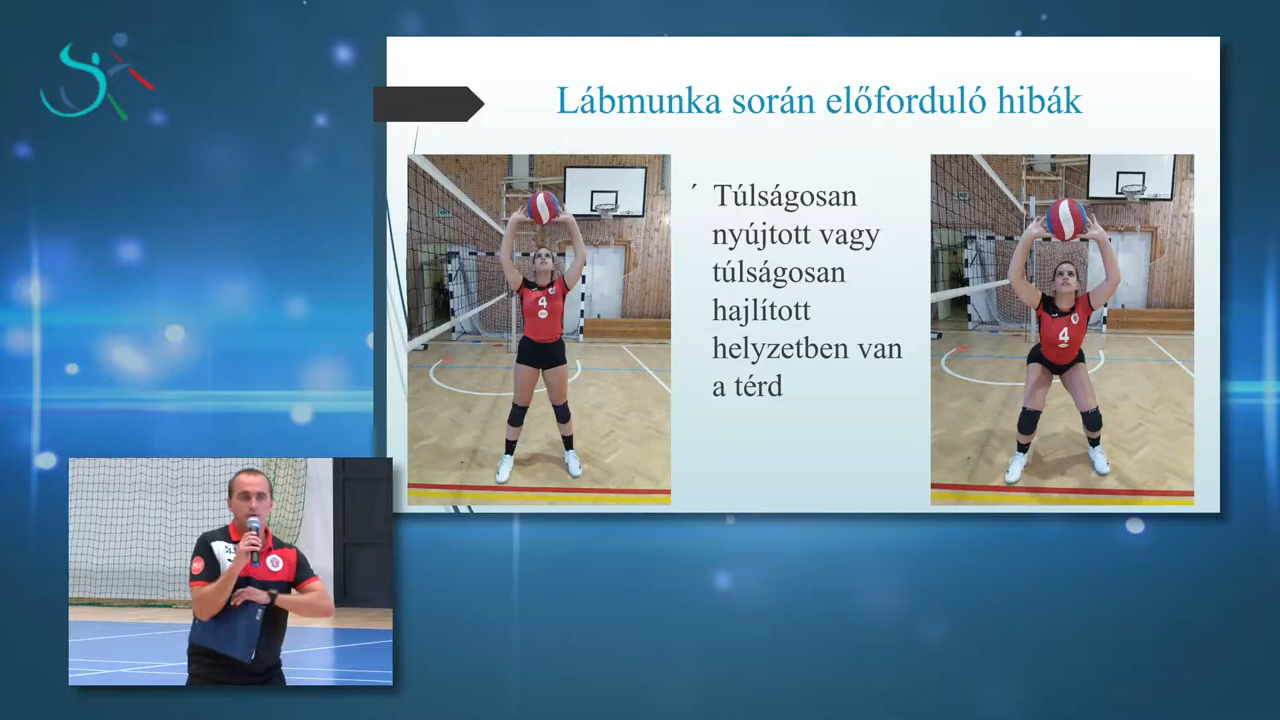 Lábmunka során előforduló hibák
Túlságosan
nyújtott vagy
túlságosan
hajlított
helyzetben van
a térd
4
4